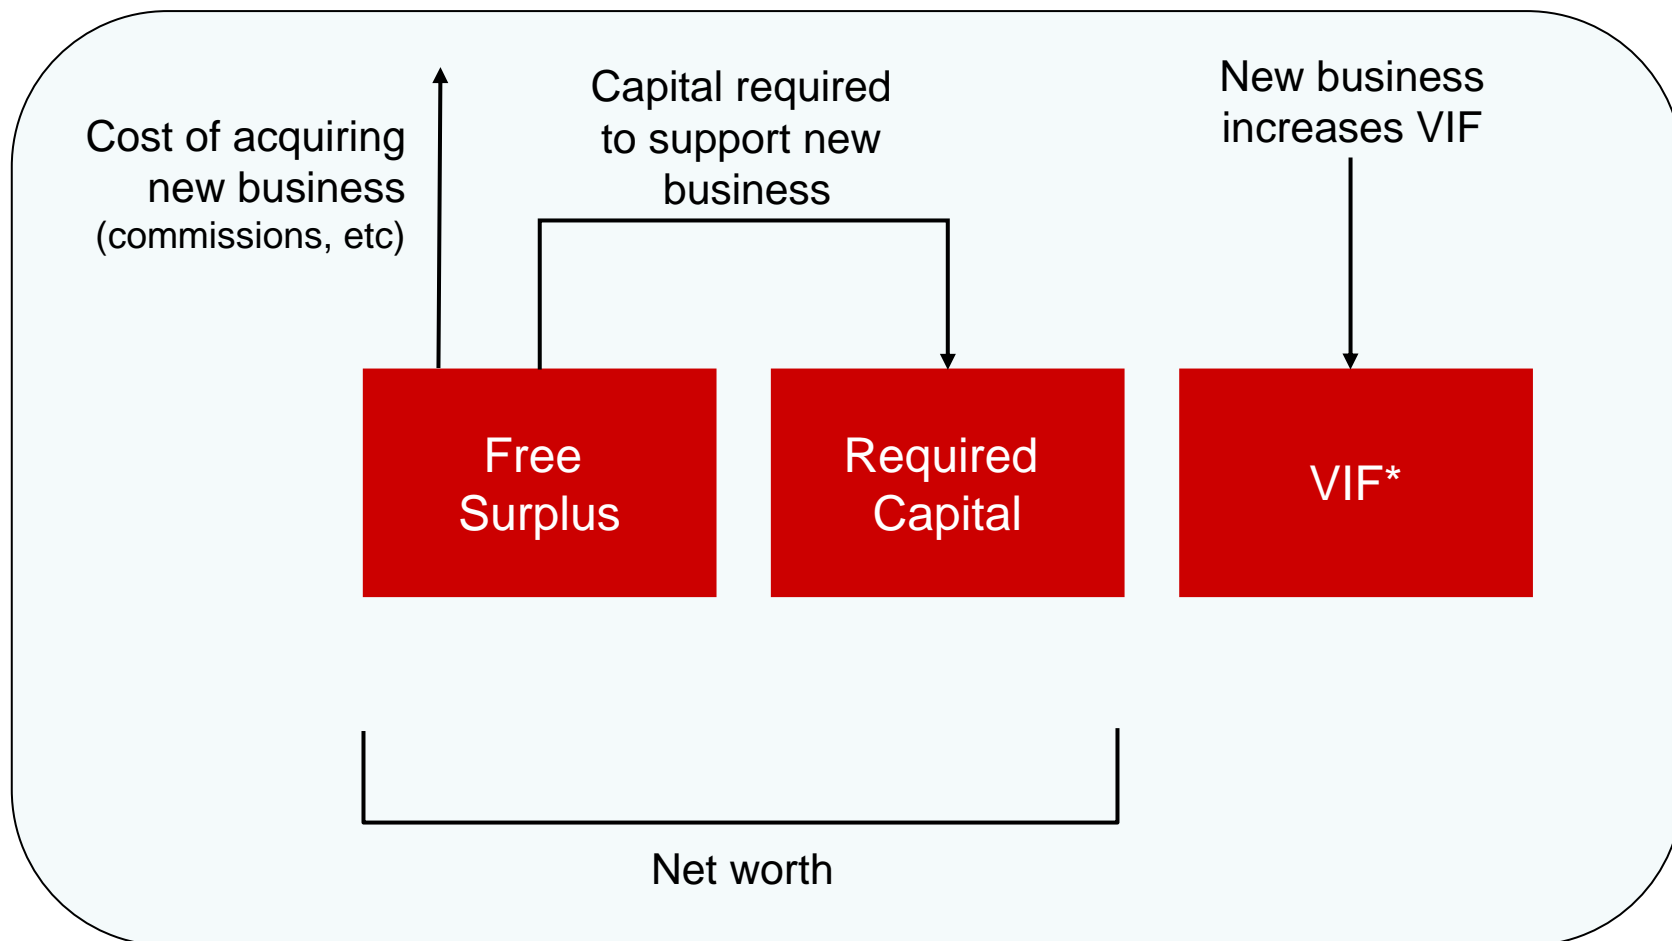 Cost of acquiring
new business
(commissions, etc)
Capital required
to support new
business
New business
increases VIF
Free
Surplus
Required
Capital
VIF*
Net worth